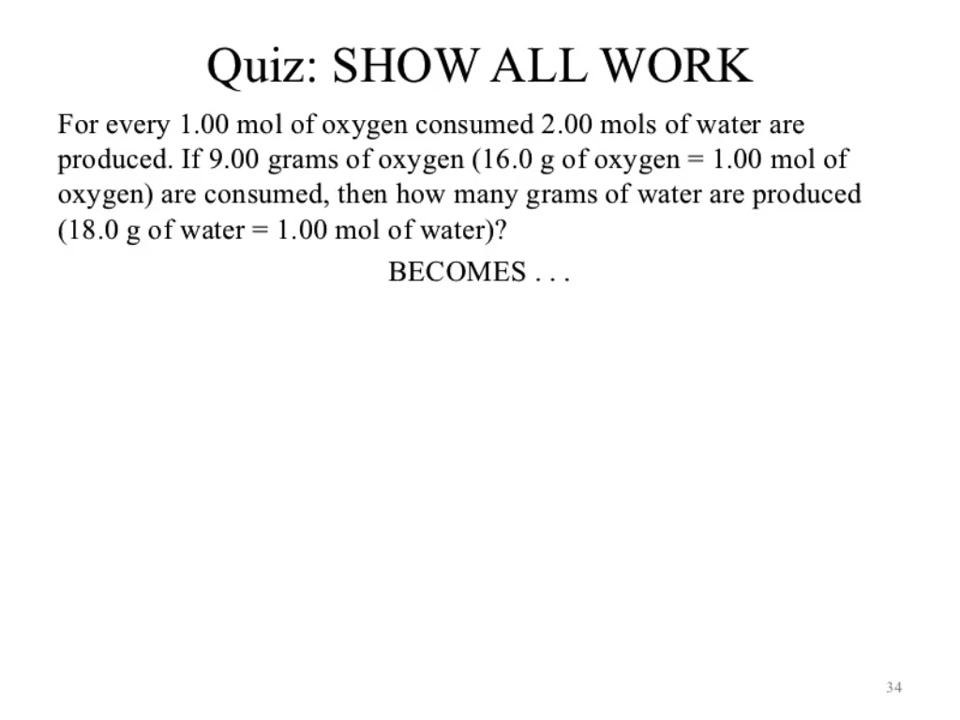 Quiz: SHOW ALL WORK
For every 1.00 mol of oxygen consumed 2.00 mols of water are
produced. If 9.00 grams of oxygen (16.0 g of oxygen = 1.00 mol of
oxygen) are consumed, then how many grams of water are produced
(18.0 g of water = 1.00 mol of water)?
BECOMES . . .
34